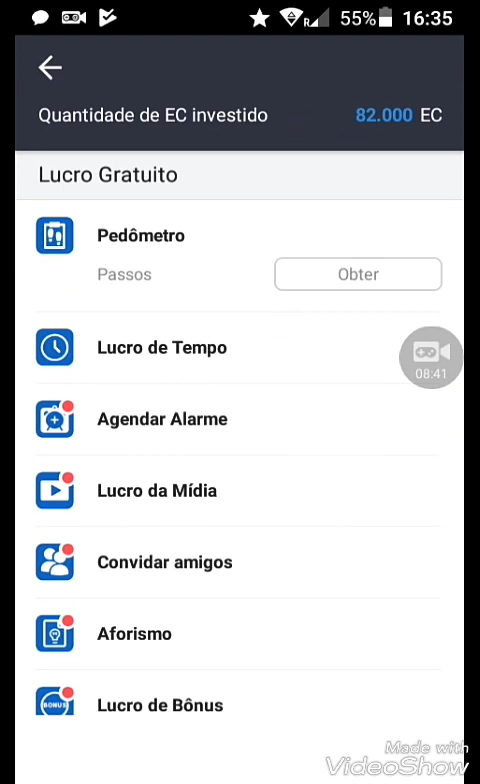 R 55% 16:35
Quantidade de EC investido 82.000 EC
Lucro Gratuito
Pedômetro
Passos Obter
Lucro de Tempo
08:41
Agendar Alarme
Lucro da Mídia
Convidar amigos
Aforismo
BONUS Lucro de Bônus
Made with
VideoShow